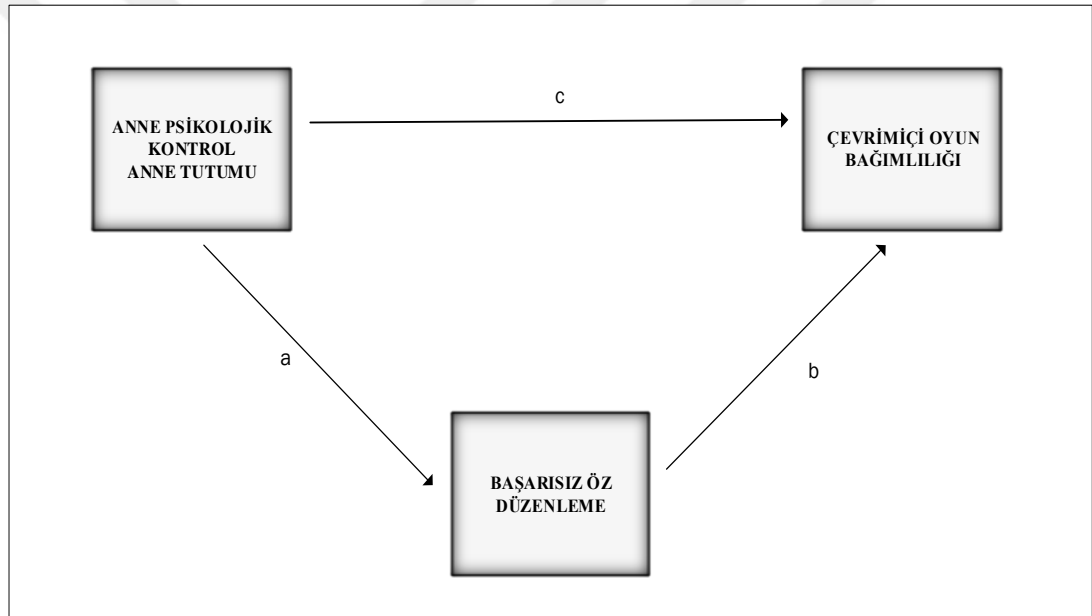 ANNE PSİKOLOJİK
KONTROL
ANNE TUTUMU
c
ÇEVRİMİÇİ OYUN
BAĞIMLILIĞI
a
b
BAŞARISIZ ÖZ
DÜZENLEME